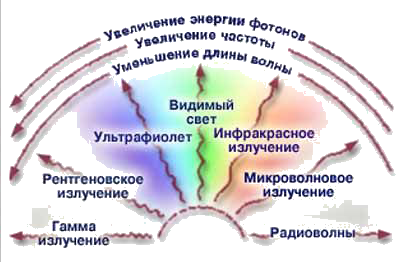 Увеличение энергии фотонов
Увеличение частоты
Уменьшение длины волны
Видимый
свет
Ультрафиолет
Инфракрасное
излучение
Рентгеновское
излучение
Микроволновое
излучение
Гамма
излучение
Радиоволны